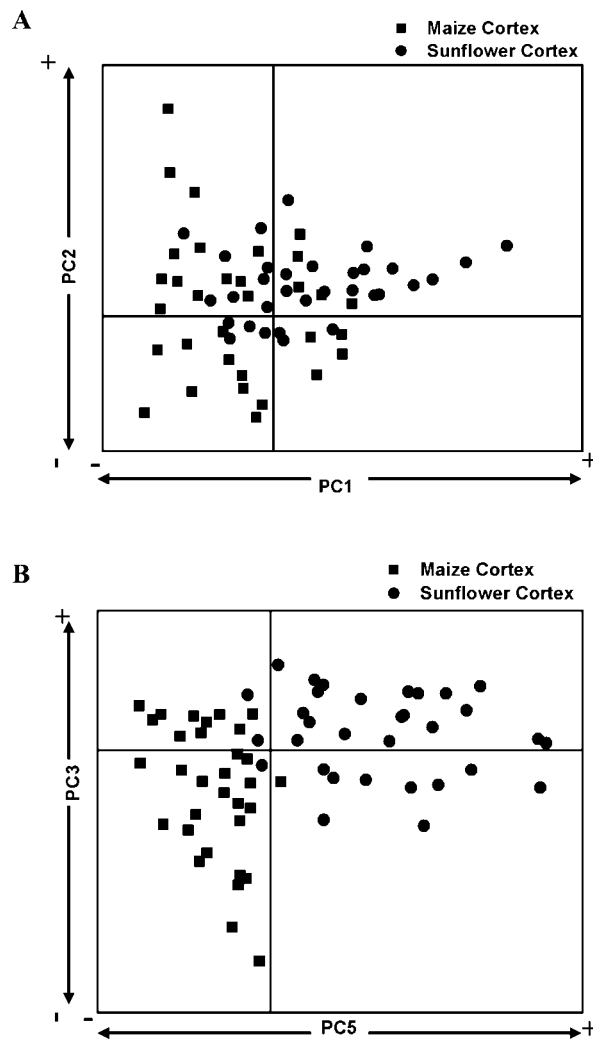 A
Maize Cortex
Sunflower Cortex
+
PC2
-
-
PC1
+
B
Maize Cortex
Sunflower Cortex
+
PC3
-
-
PC5
+